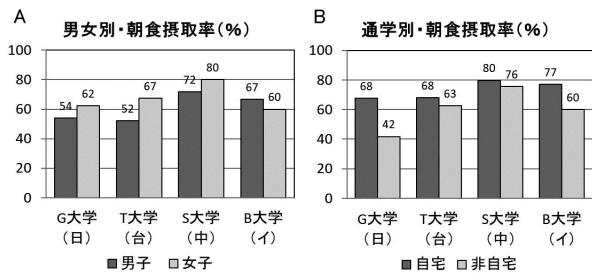 A
男女別・朝食摂取率（%）
100
80
60
40
20
0
54
62
52
67
72
80
67
60
G大学
（日）
T大学
（台）
S大学
（中）
B大学
（イ）
男子
女子
B
通学別・朝食摂取率（%）
100
80
60
40
20
0
68
42
68
63
80
76
77
60
G大学
（日）
T大学
（台）
S大学
（中）
B大学
（イ）
自宅
非自宅